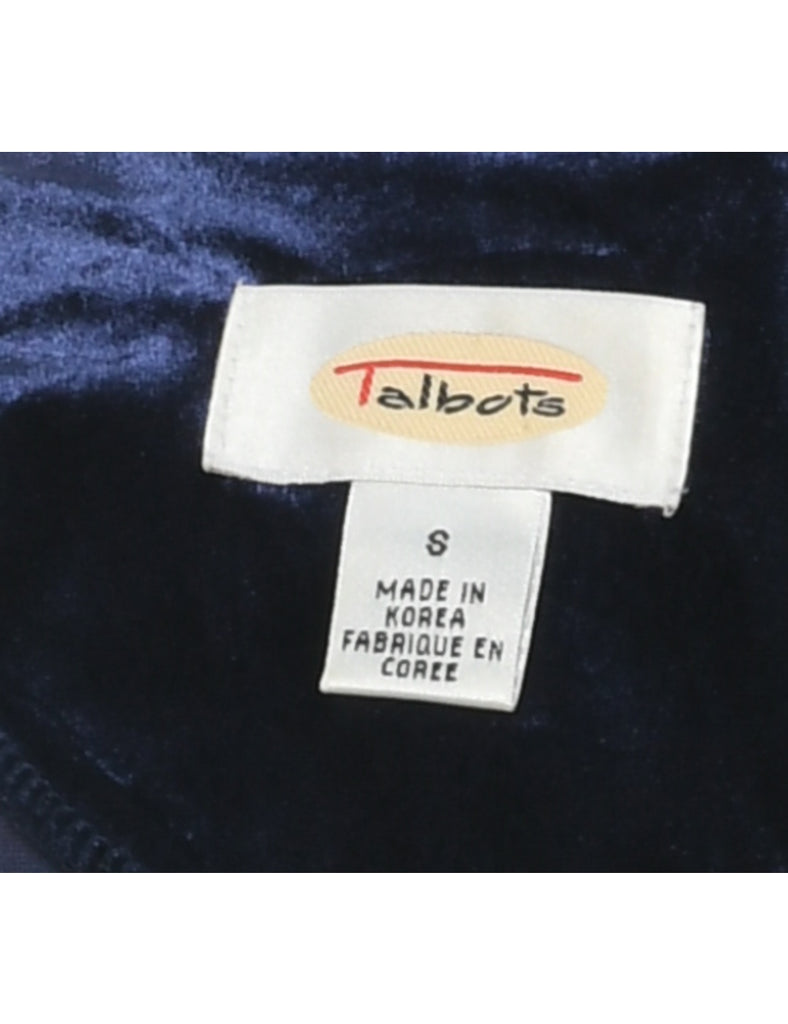 Talbots
S
MADE IN
KOREA
FABRIQUE EN
COREE